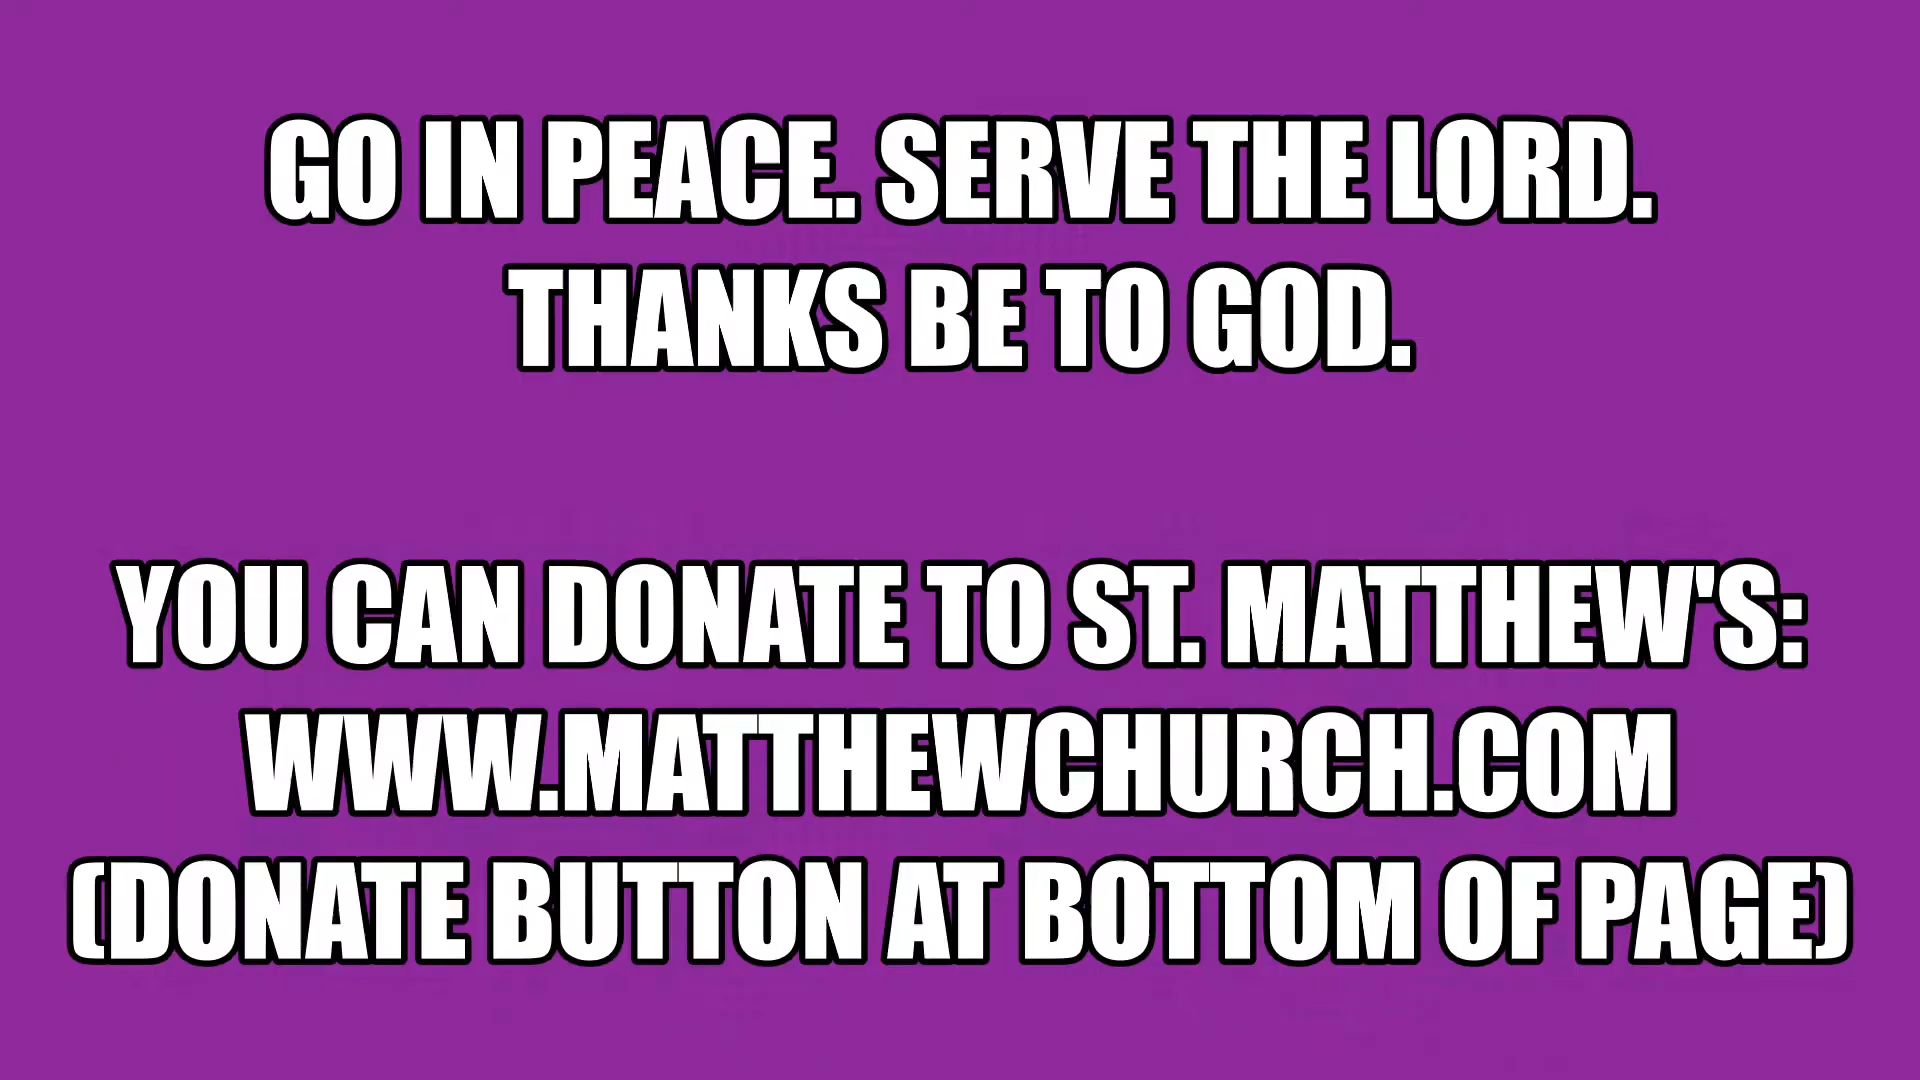 GO IN PEACE. SERVE THE LORD.
THANKS BE TO GOD.
YOU CAN DONATE TO ST. MATTHEW'S:
WWW.MATTHEWCHURCH.COM
(DONATE BUTTON AT BOTTOM OF PAGE)